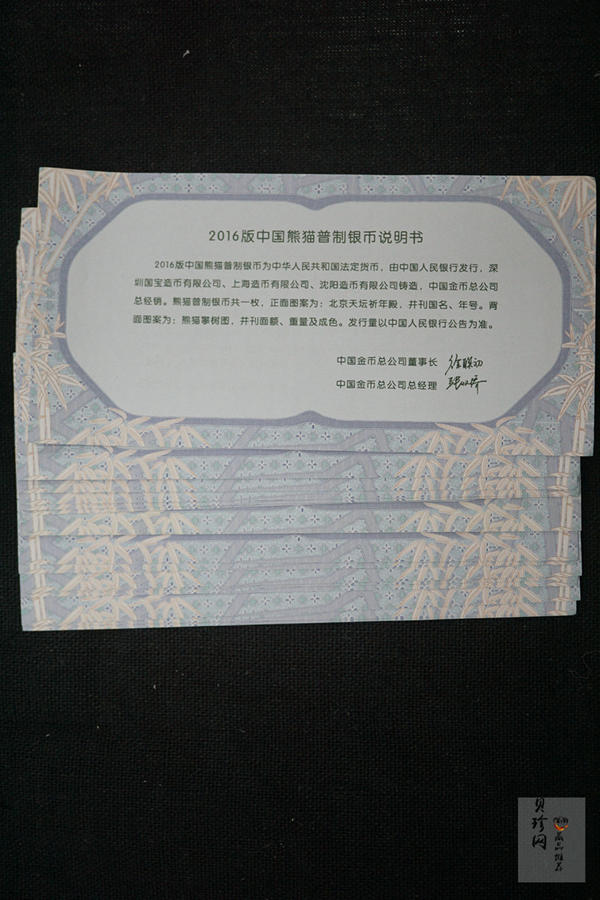 2016版中国熊猫普制银币说明书
2016版中国熊猫普制银币为中华人民共和国法定货币，由中国人民银行发行，深
圳国宝造币有限公司、上海造币有限公司、沈阳造币有限公司铸造，中国金币总公司
总经销。熊猫普制银币共一枚，正面图案为：北京天坛祈年殿，并刊国名、年号。背
面图案为：熊猫攀树图，并刊面额、重量及成色。发行量以中国人民银行公告为准。
中国金币总公司董事长
中国金币总公司总经理
贝珍网